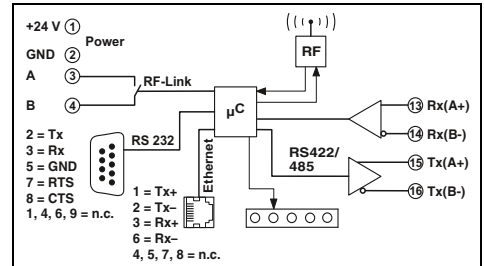 +24 V 1
Power
GND 2
A 3
RF-Link
B 4
RF
µC
13 Rx(A+)
14 Rx(B-)
RS422/
485
15 Tx(A+)
16 Tx(B-)
2 = Tx
3 = Rx
5 = GND
7 = RTS
8 = CTS
1, 4, 6, 9 = n.c.
RS 232
Ethernet
1 = Tx+
2 = Tx–
3 = Rx+
6 = Rx–
4, 5, 7, 8 = n.c.